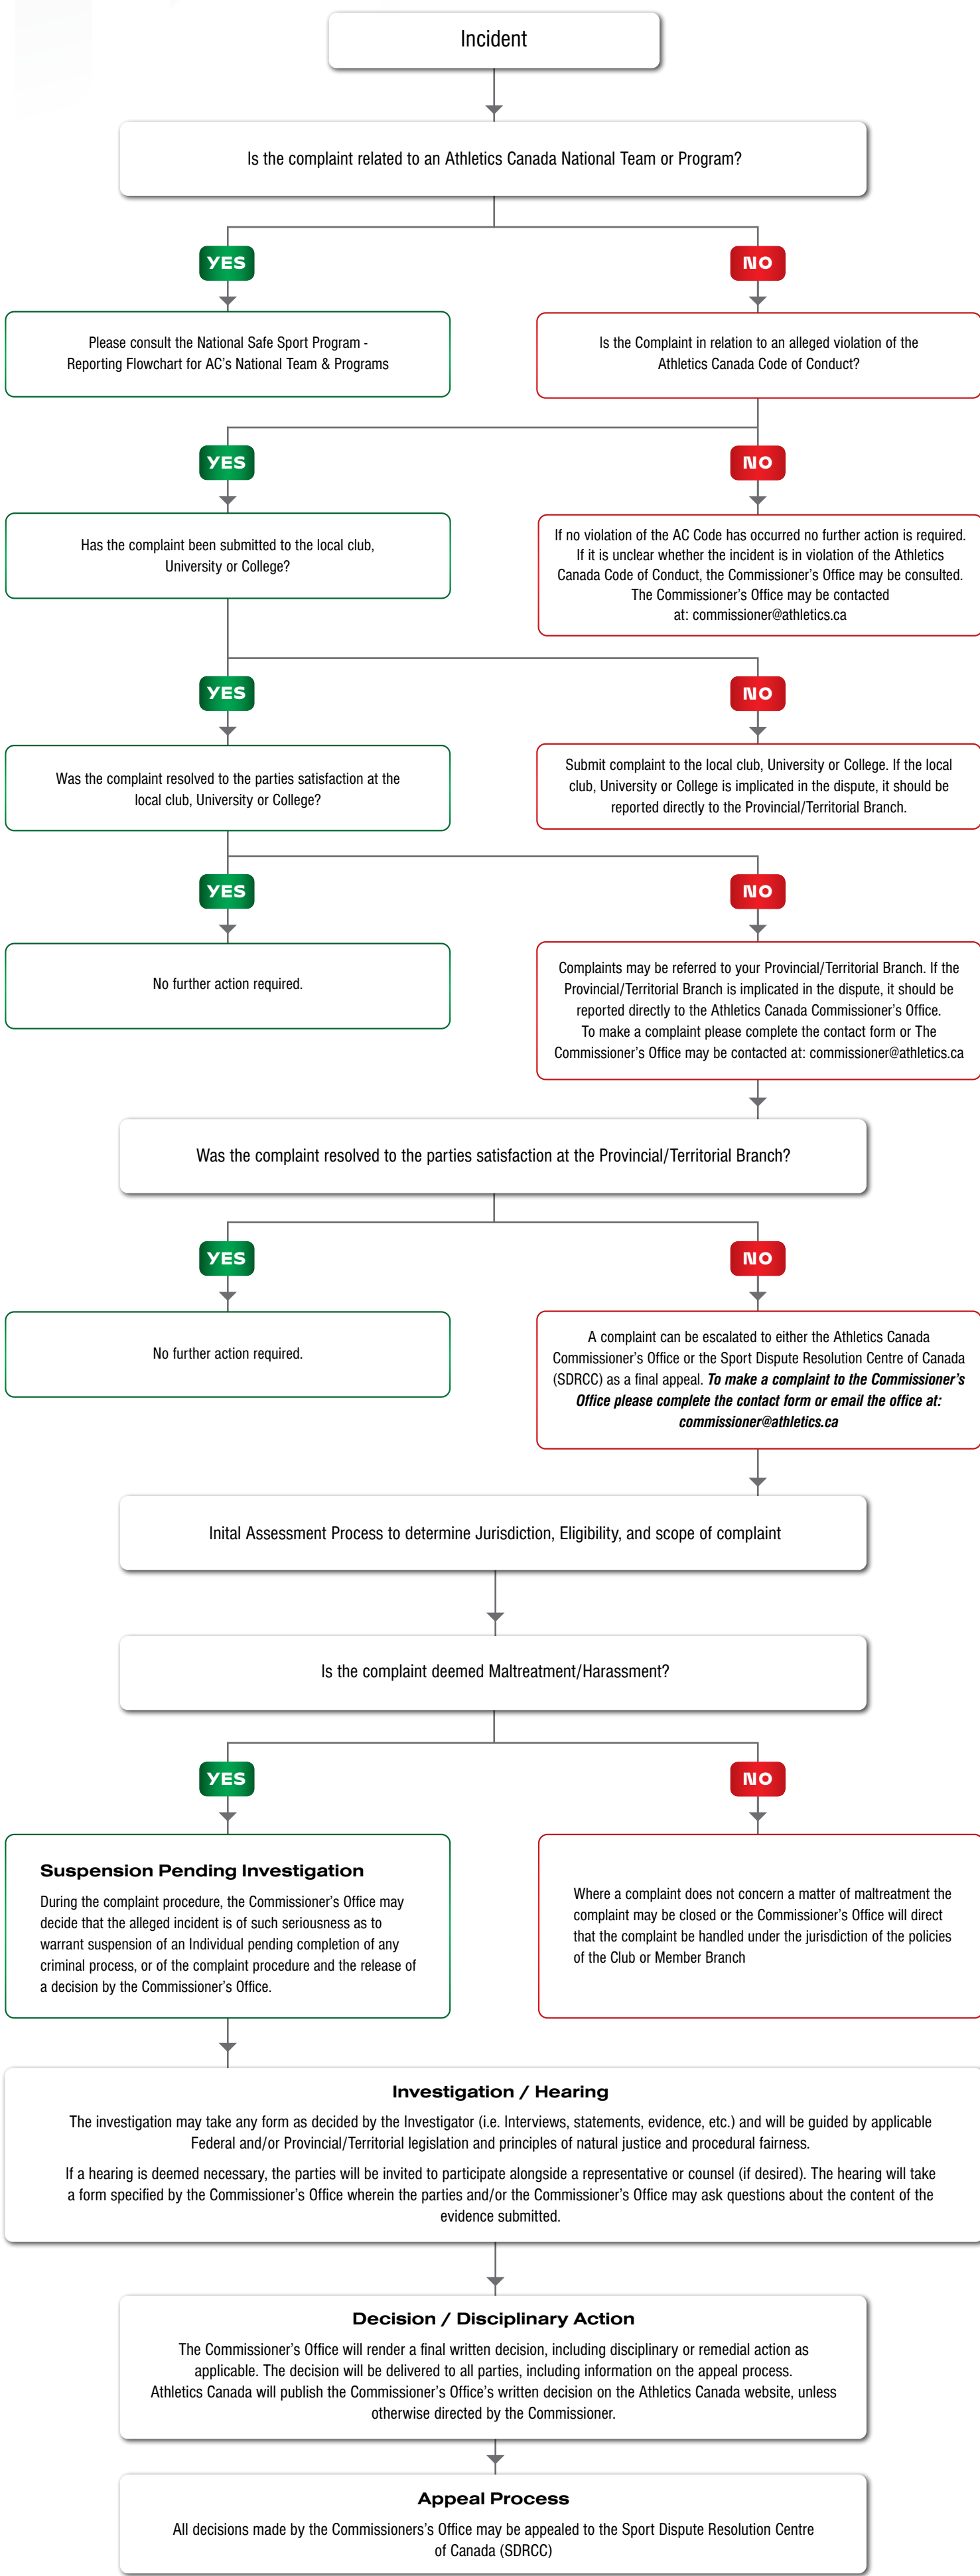 Incident
Is the complaint related to an Athletics Canada National Team or Program?
YES
NO
Please consult the National Safe Sport Program -
Reporting Flowchart for AC's National Team & Programs
Is the Complaint in relation to an alleged violation of the
Athletics Canada Code of Conduct?
YES
NO
Has the complaint been submitted to the local club,
University or College?
If no violation of the AC Code has occurred no further action is required.
If it is unclear whether the incident is in violation of the Athletics
Canada Code of Conduct, the Commissioner's Office may be consulted.
The Commissioner's Office may be contacted
at: commissioner@athletics.ca
YES
NO
Was the complaint resolved to the parties satisfaction at the
local club, University or College?
Submit complaint to the local club, University or College. If the local
club, University or College is implicated in the dispute, it should be
reported directly to the Provincial/Territorial Branch.
YES
NO
No further action required.
Complaints may be referred to your Provincial/Territorial Branch. If the
Provincial/Territorial Branch is implicated in the dispute, it should be
reported directly to the Athletics Canada Commissioner's Office.
To make a complaint please complete the contact form or The
Commissioner's Office may be contacted at: commissioner@athletics.ca
Was the complaint resolved to the parties satisfaction at the Provincial/Territorial Branch?
YES
NO
No further action required.
A complaint can be escalated to either the Athletics Canada
Commissioner's Office or the Sport Dispute Resolution Centre of Canada
(SDRCC) as a final appeal. To make a complaint to the Commissioner's
Office please complete the contact form or email the office at:
commissioner@athletics.ca
Inital Assessment Process to determine Jurisdiction, Eligibility, and scope of complaint
Is the complaint deemed Maltreatment/Harassment?
YES
NO
Suspension Pending Investigation
During the complaint procedure, the Commissioner's Office may
decide that the alleged incident is of such seriousness as to
warrant suspension of an Individual pending completion of any
criminal process, or of the complaint procedure and the release of
a decision by the Commissioner's Office.
Where a complaint does not concern a matter of maltreatment the
complaint may be closed or the Commissioner's Office will direct
that the complaint be handled under the jurisdiction of the policies
of the Club or Member Branch
Investigation / Hearing
The investigation may take any form as decided by the Investigator (i.e. Interviews, statements, evidence, etc.) and will be guided by applicable
Federal and/or Provincial/Territorial legislation and principles of natural justice and procedural fairness.
If a hearing is deemed necessary, the parties will be invited to participate alongside a representative or counsel (if desired). The hearing will take
a form specified by the Commissioner's Office wherein the parties and/or the Commissioner's Office may ask questions about the content of the
evidence submitted.
Decision / Disciplinary Action
The Commissioner's Office will render a final written decision, including disciplinary or remedial action as
applicable. The decision will be delivered to all parties, including information on the appeal process.
Athletics Canada will publish the Commissioner's Office's written decision on the Athletics Canada website, unless
otherwise directed by the Commissioner.
Appeal Process
All decisions made by the Commissioners's Office may be appealed to the Sport Dispute Resolution Centre
of Canada (SDRCC)